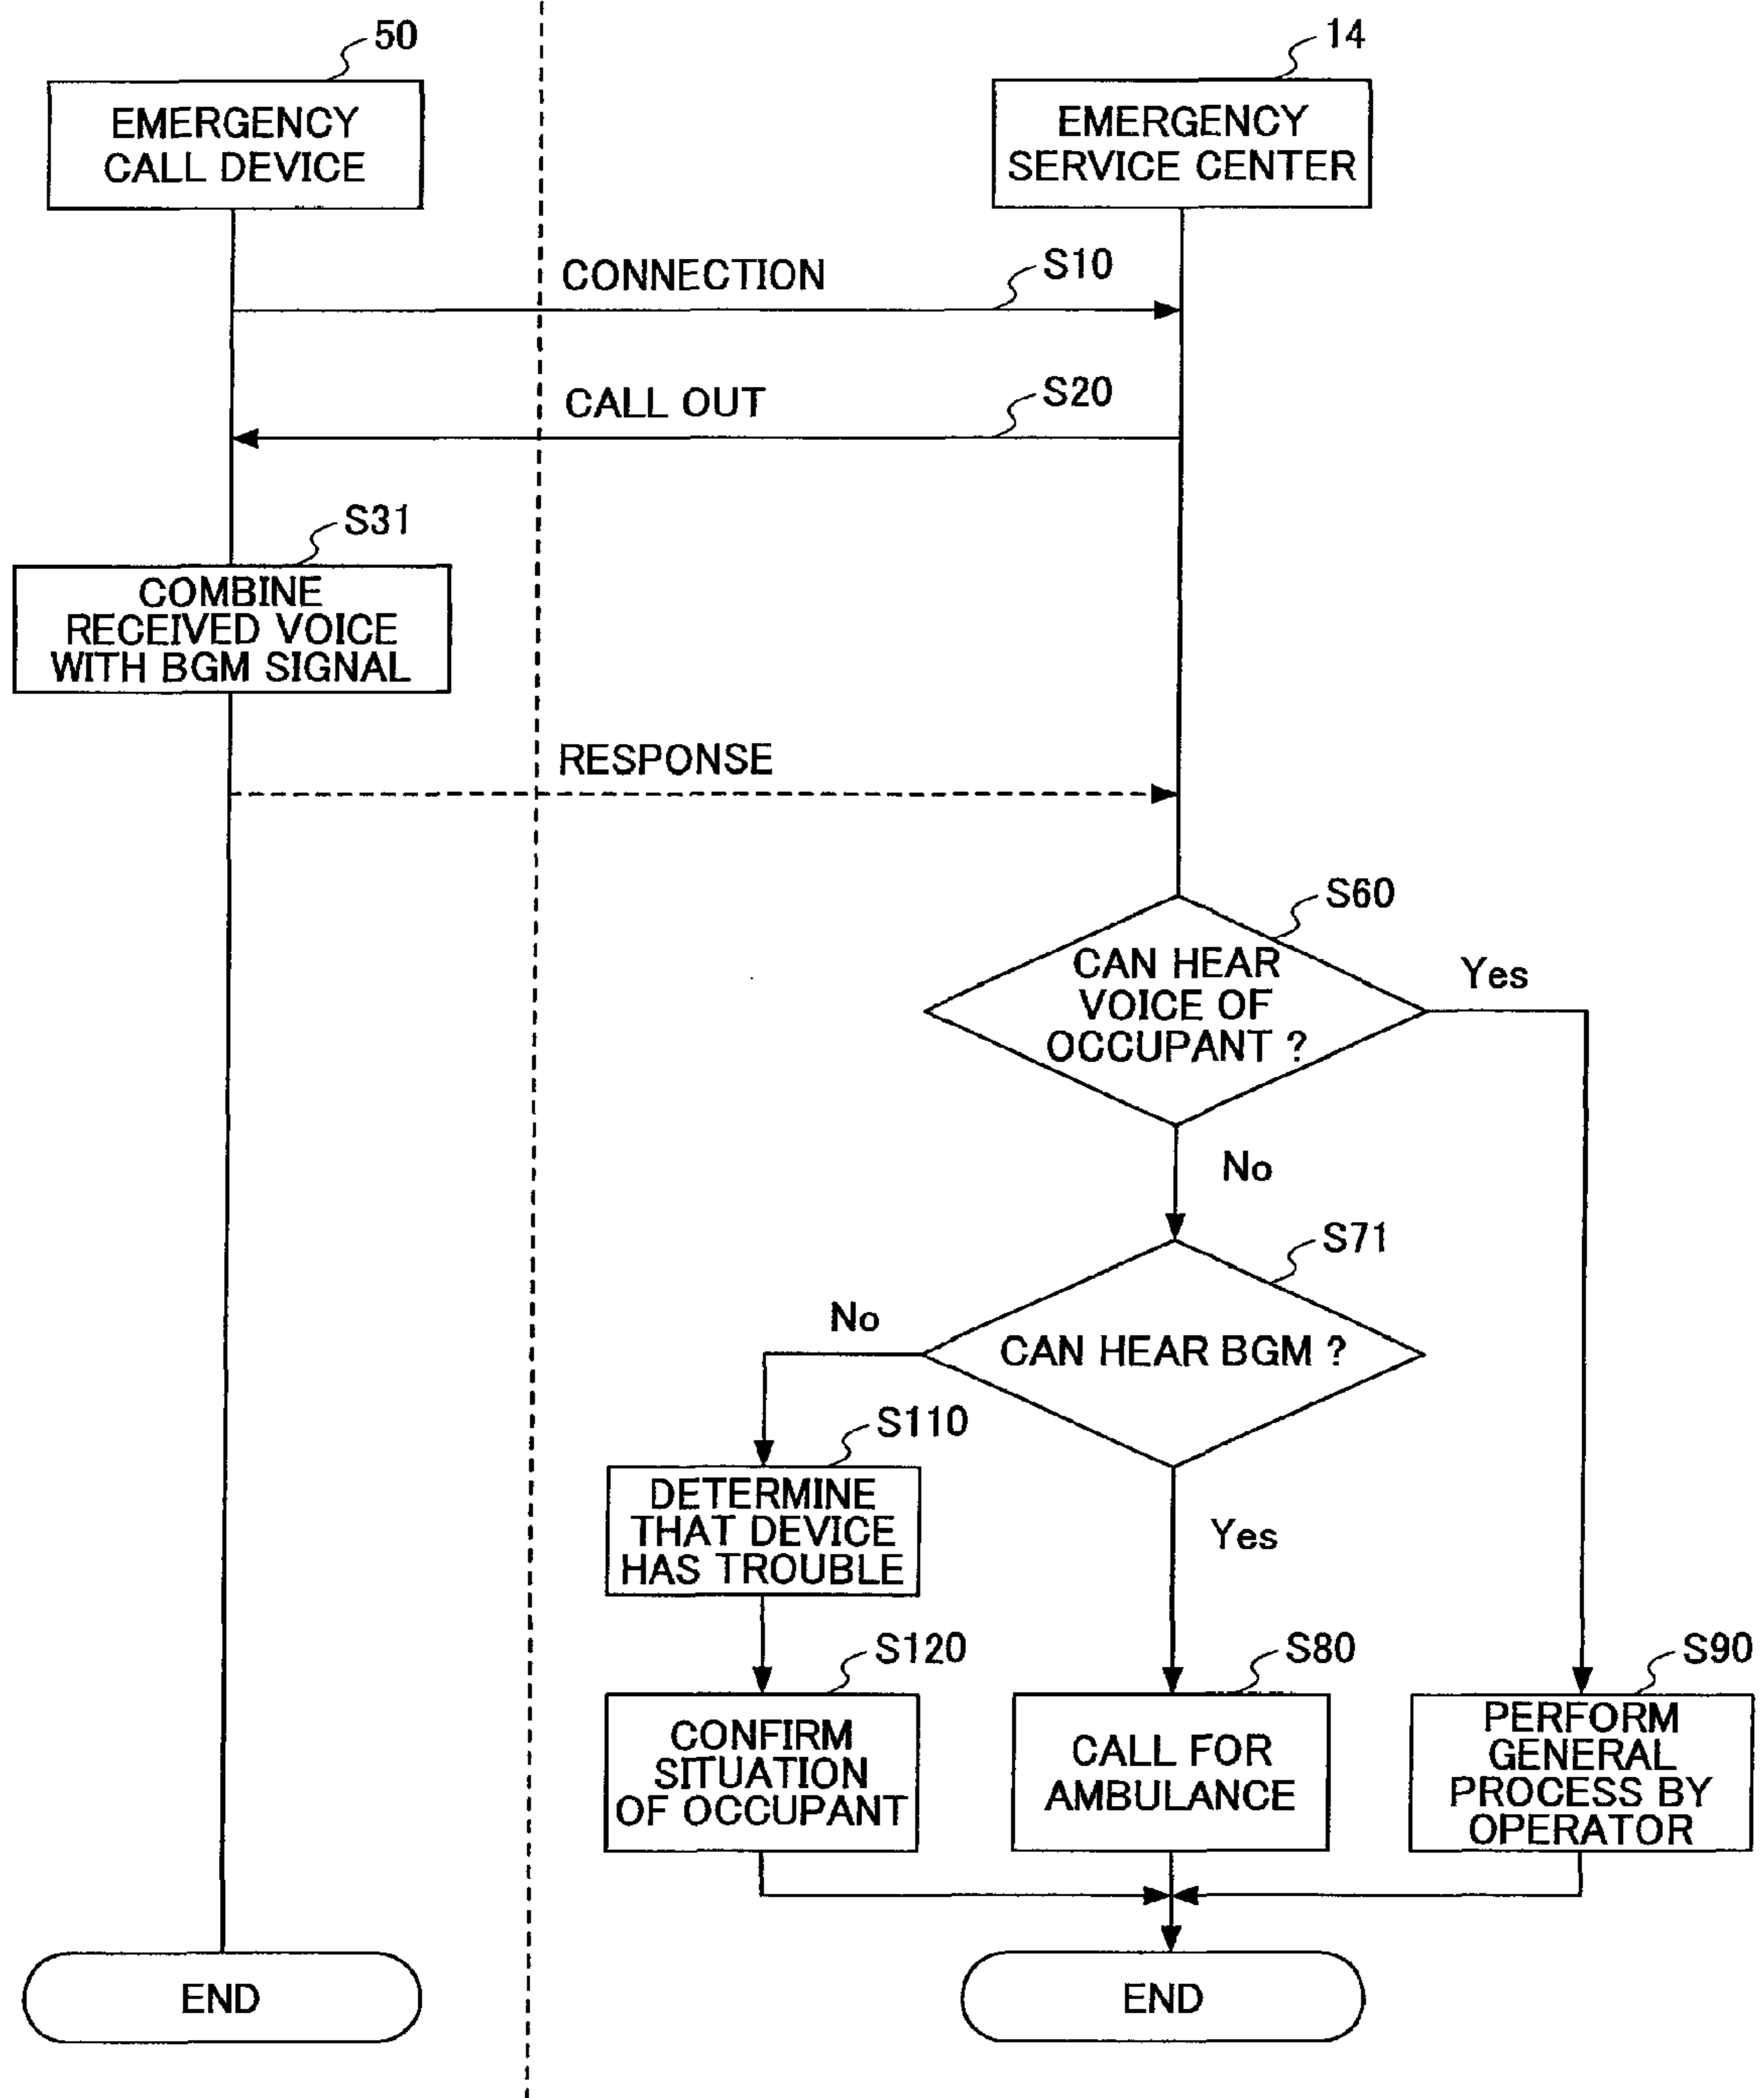 50
14
EMERGENCY
CALL DEVICE
EMERGENCY
SERVICE CENTER
CONNECTION
S10
CALL OUT
S20
S31
COMBINE
RECEIVED VOICE
WITH BGM SIGNAL
RESPONSE
S60
CAN HEAR
VOICE OF
OCCUPANT ?
Yes
No
S71
No
CAN HEAR BGM ?
S110
DETERMINE
THAT DEVICE
HAS TROUBLE
Yes
S120
S80
S90
CONFIRM
SITUATION
OF OCCUPANT
CALL FOR
AMBULANCE
PERFORM
GENERAL
PROCESS BY
OPERATOR
END
END